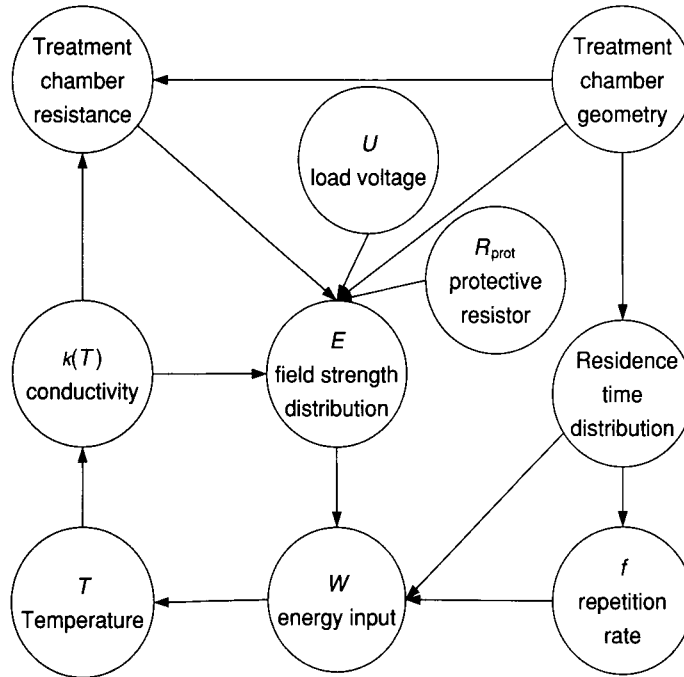 Treatment
chamber
resistance
Treatment
chamber
geometry
U
load voltage
R_prot
protective
resistor
κ(T)
conductivity
E
field strength
distribution
Residence
time
distribution
T
Temperature
W
energy input
f
repetition
rate